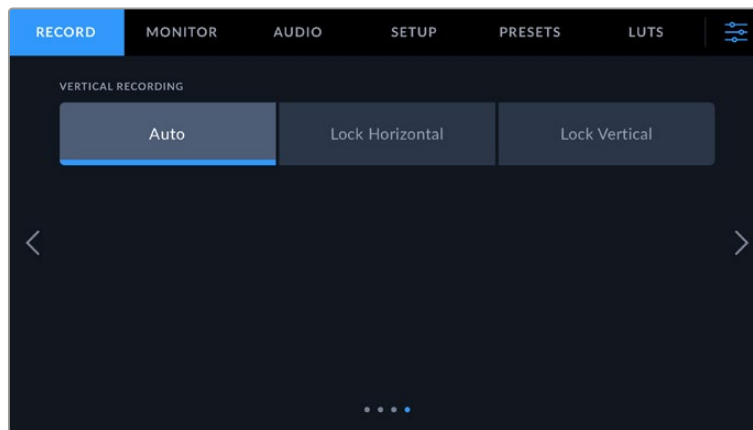 RECORD MONITOR AUDIO SETUP PRESETS LUTS
VERTICAL RECORDING
Auto Lock Horizontal Lock Vertical